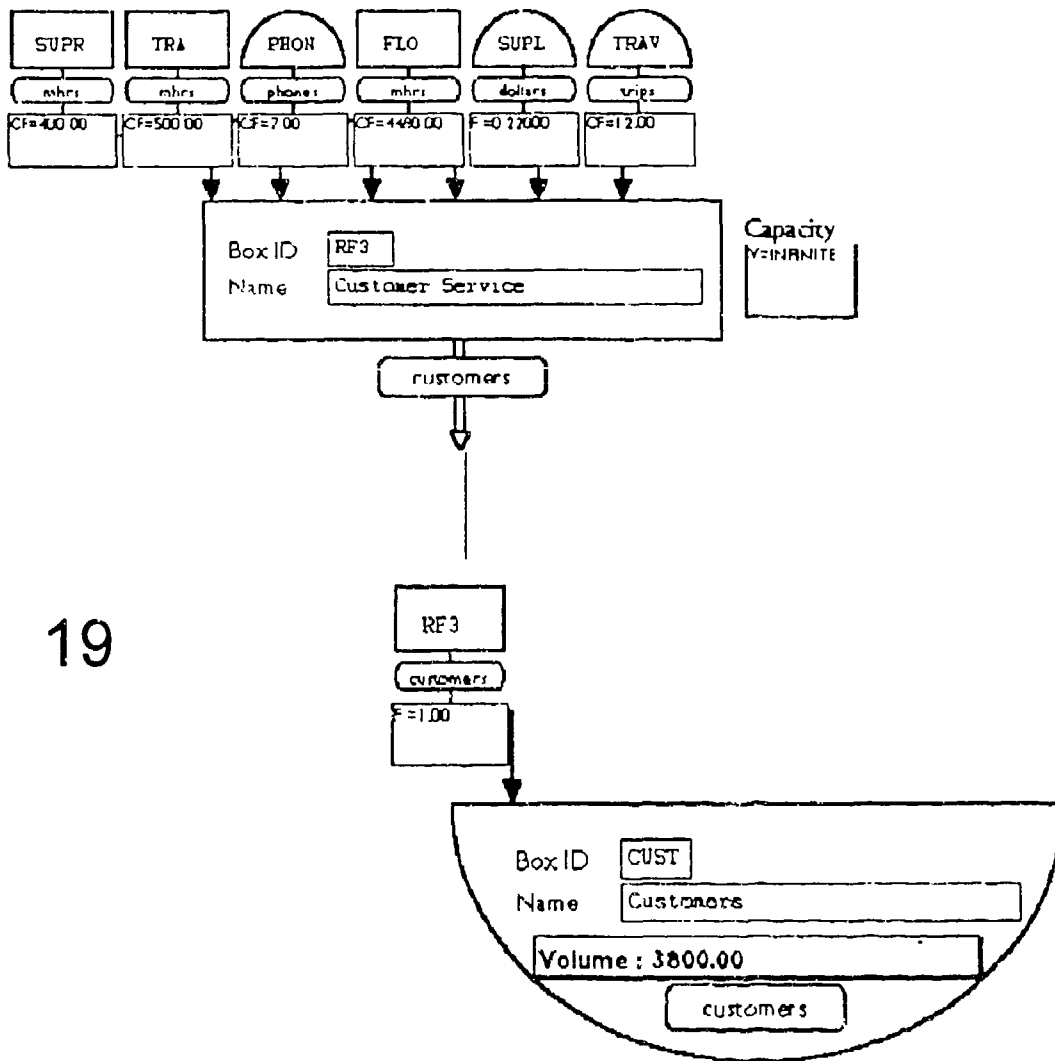 SUPR TRA PHON FLO SUPL TRAV
mhrs mhrs phones mhrs dollars trips
CF=400.00 CF=500.00 CF=7.00 CF=4480.00 F=0.22000 CF=12.00
Capacity
V=INFINITE
Box ID RF3
Name Customer Service
customers
19
RF3
customers
F=1.00
Box ID CUST
Name Customers
Volume : 3800.00
customers